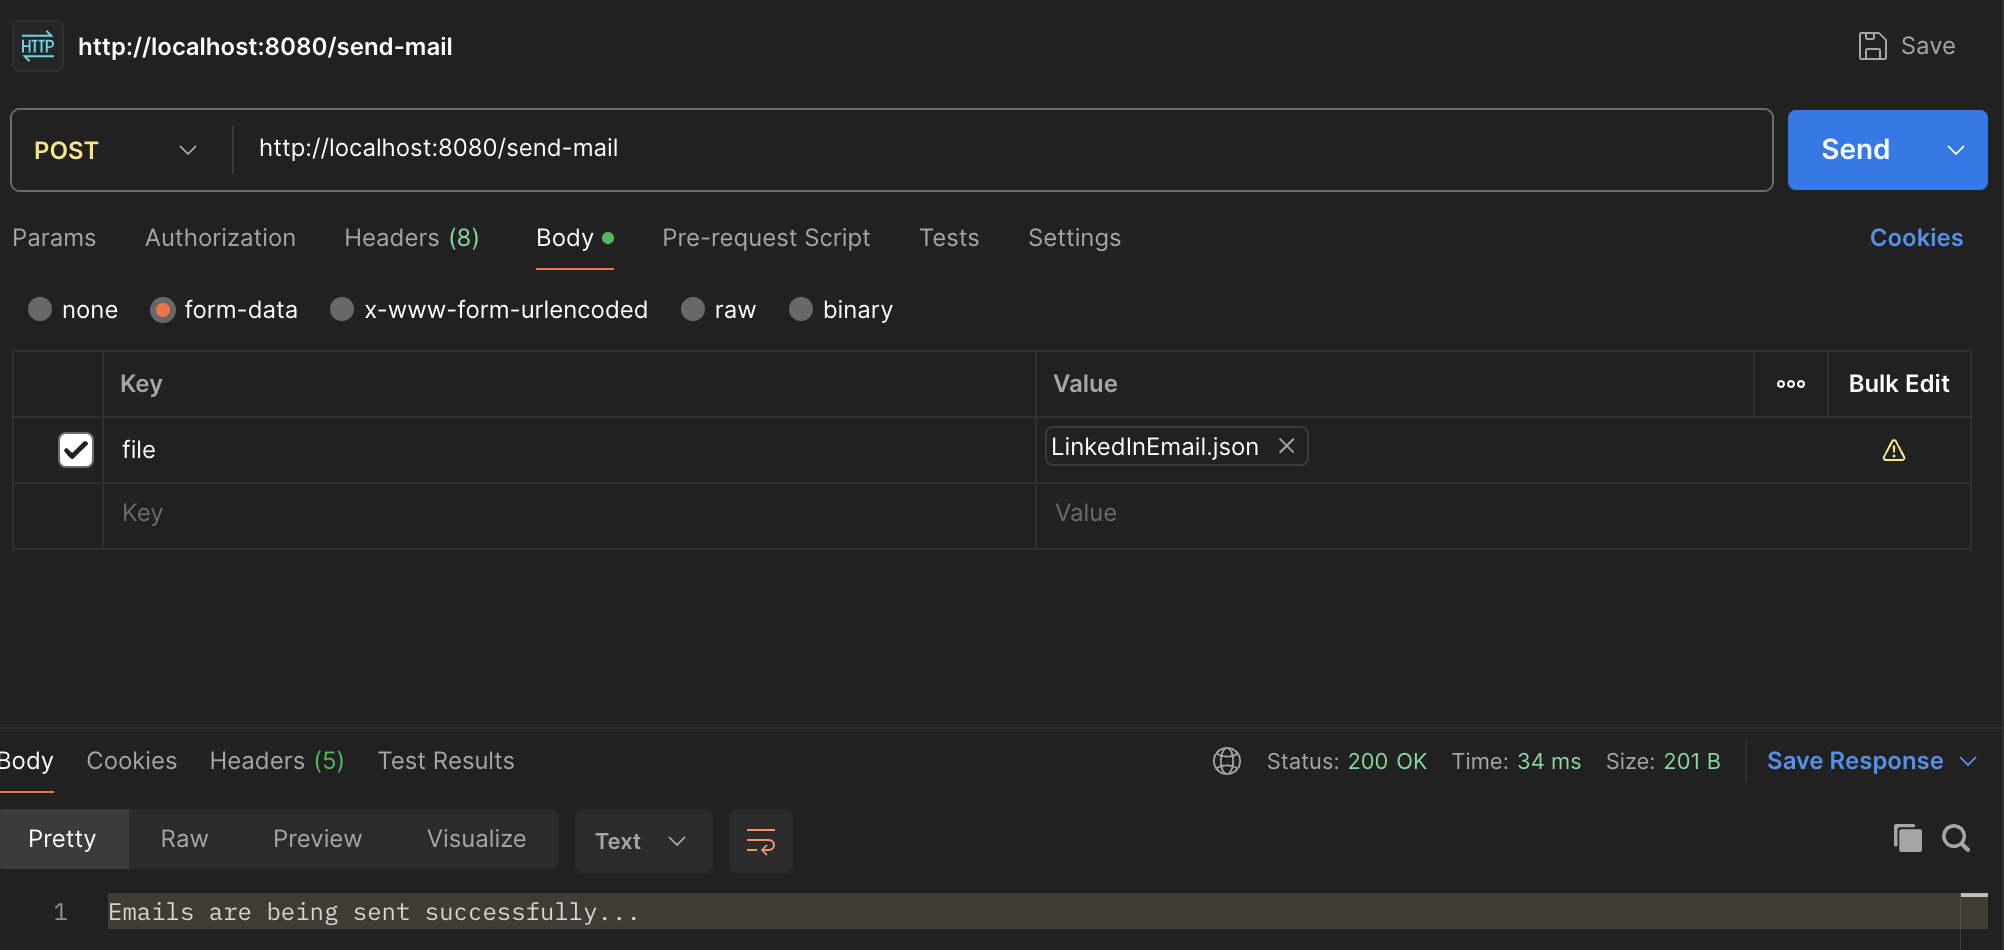 HTTP http://localhost:8080/send-mail Save
POST http://localhost:8080/send-mail Send
Params Authorization Headers (8) Body Pre-request Script Tests Settings Cookies
none form-data x-www-form-urlencoded raw binary
Key Value Bulk Edit
file LinkedInEmail.json
Key Value
Body Cookies Headers (5) Test Results Status: 200 OK Time: 34 ms Size: 201 B Save Response
Pretty Raw Preview Visualize Text
1 Emails are being sent successfully...